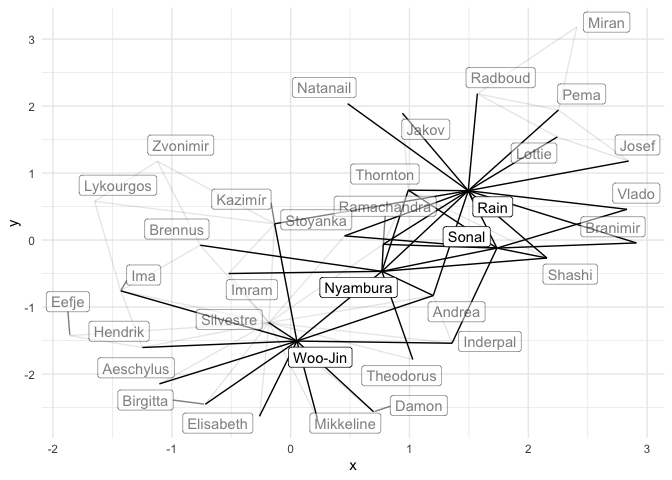 Miran
3
Radboud
Natanail
Pema
2
Jakov
Zvonimir
Josef
Lottie
1
Thornton
Lykourgos
Vlado
Kazimír
Ramachandra
Rain
Stoyanka
Branimir
Brennus
Sonal
y
0
Ima
Shashi
Imram
Nyambura
Eefje
-1
Andrea
Silvestre
Hendrik
Inderpal
Woo-Jin
Aeschylus
Theodorus
-2
Birgitta
Damon
Elisabeth
Mikkeline
-2 -1 0 1 2 3
x